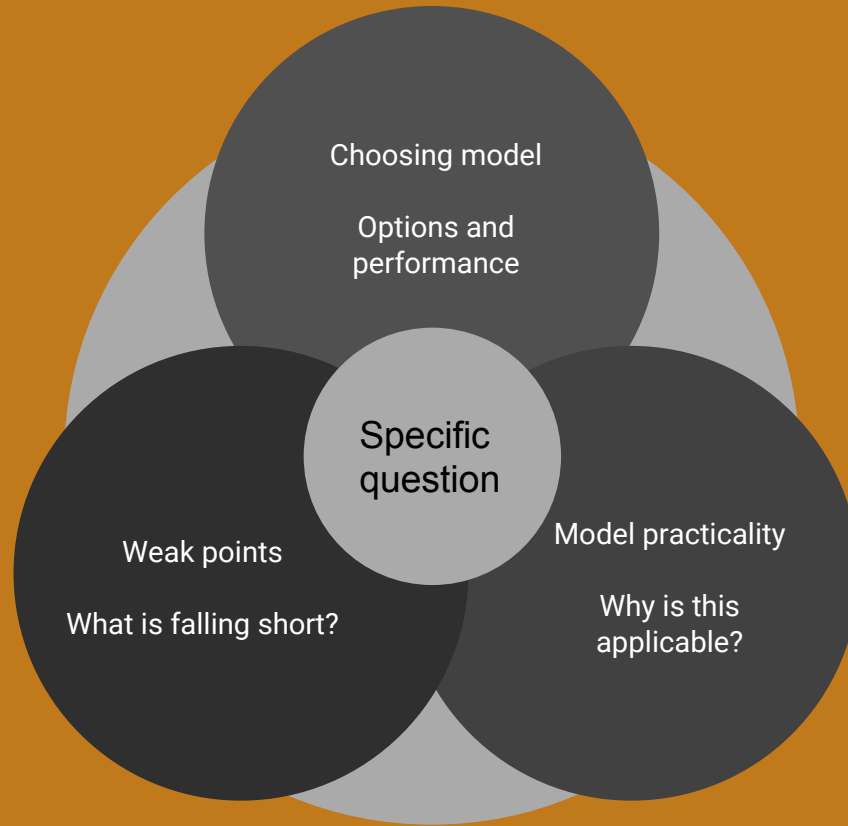 Choosing model
Options and
performance
Specific
question
Weak points
What is falling short?
Model practicality
Why is this
applicable?